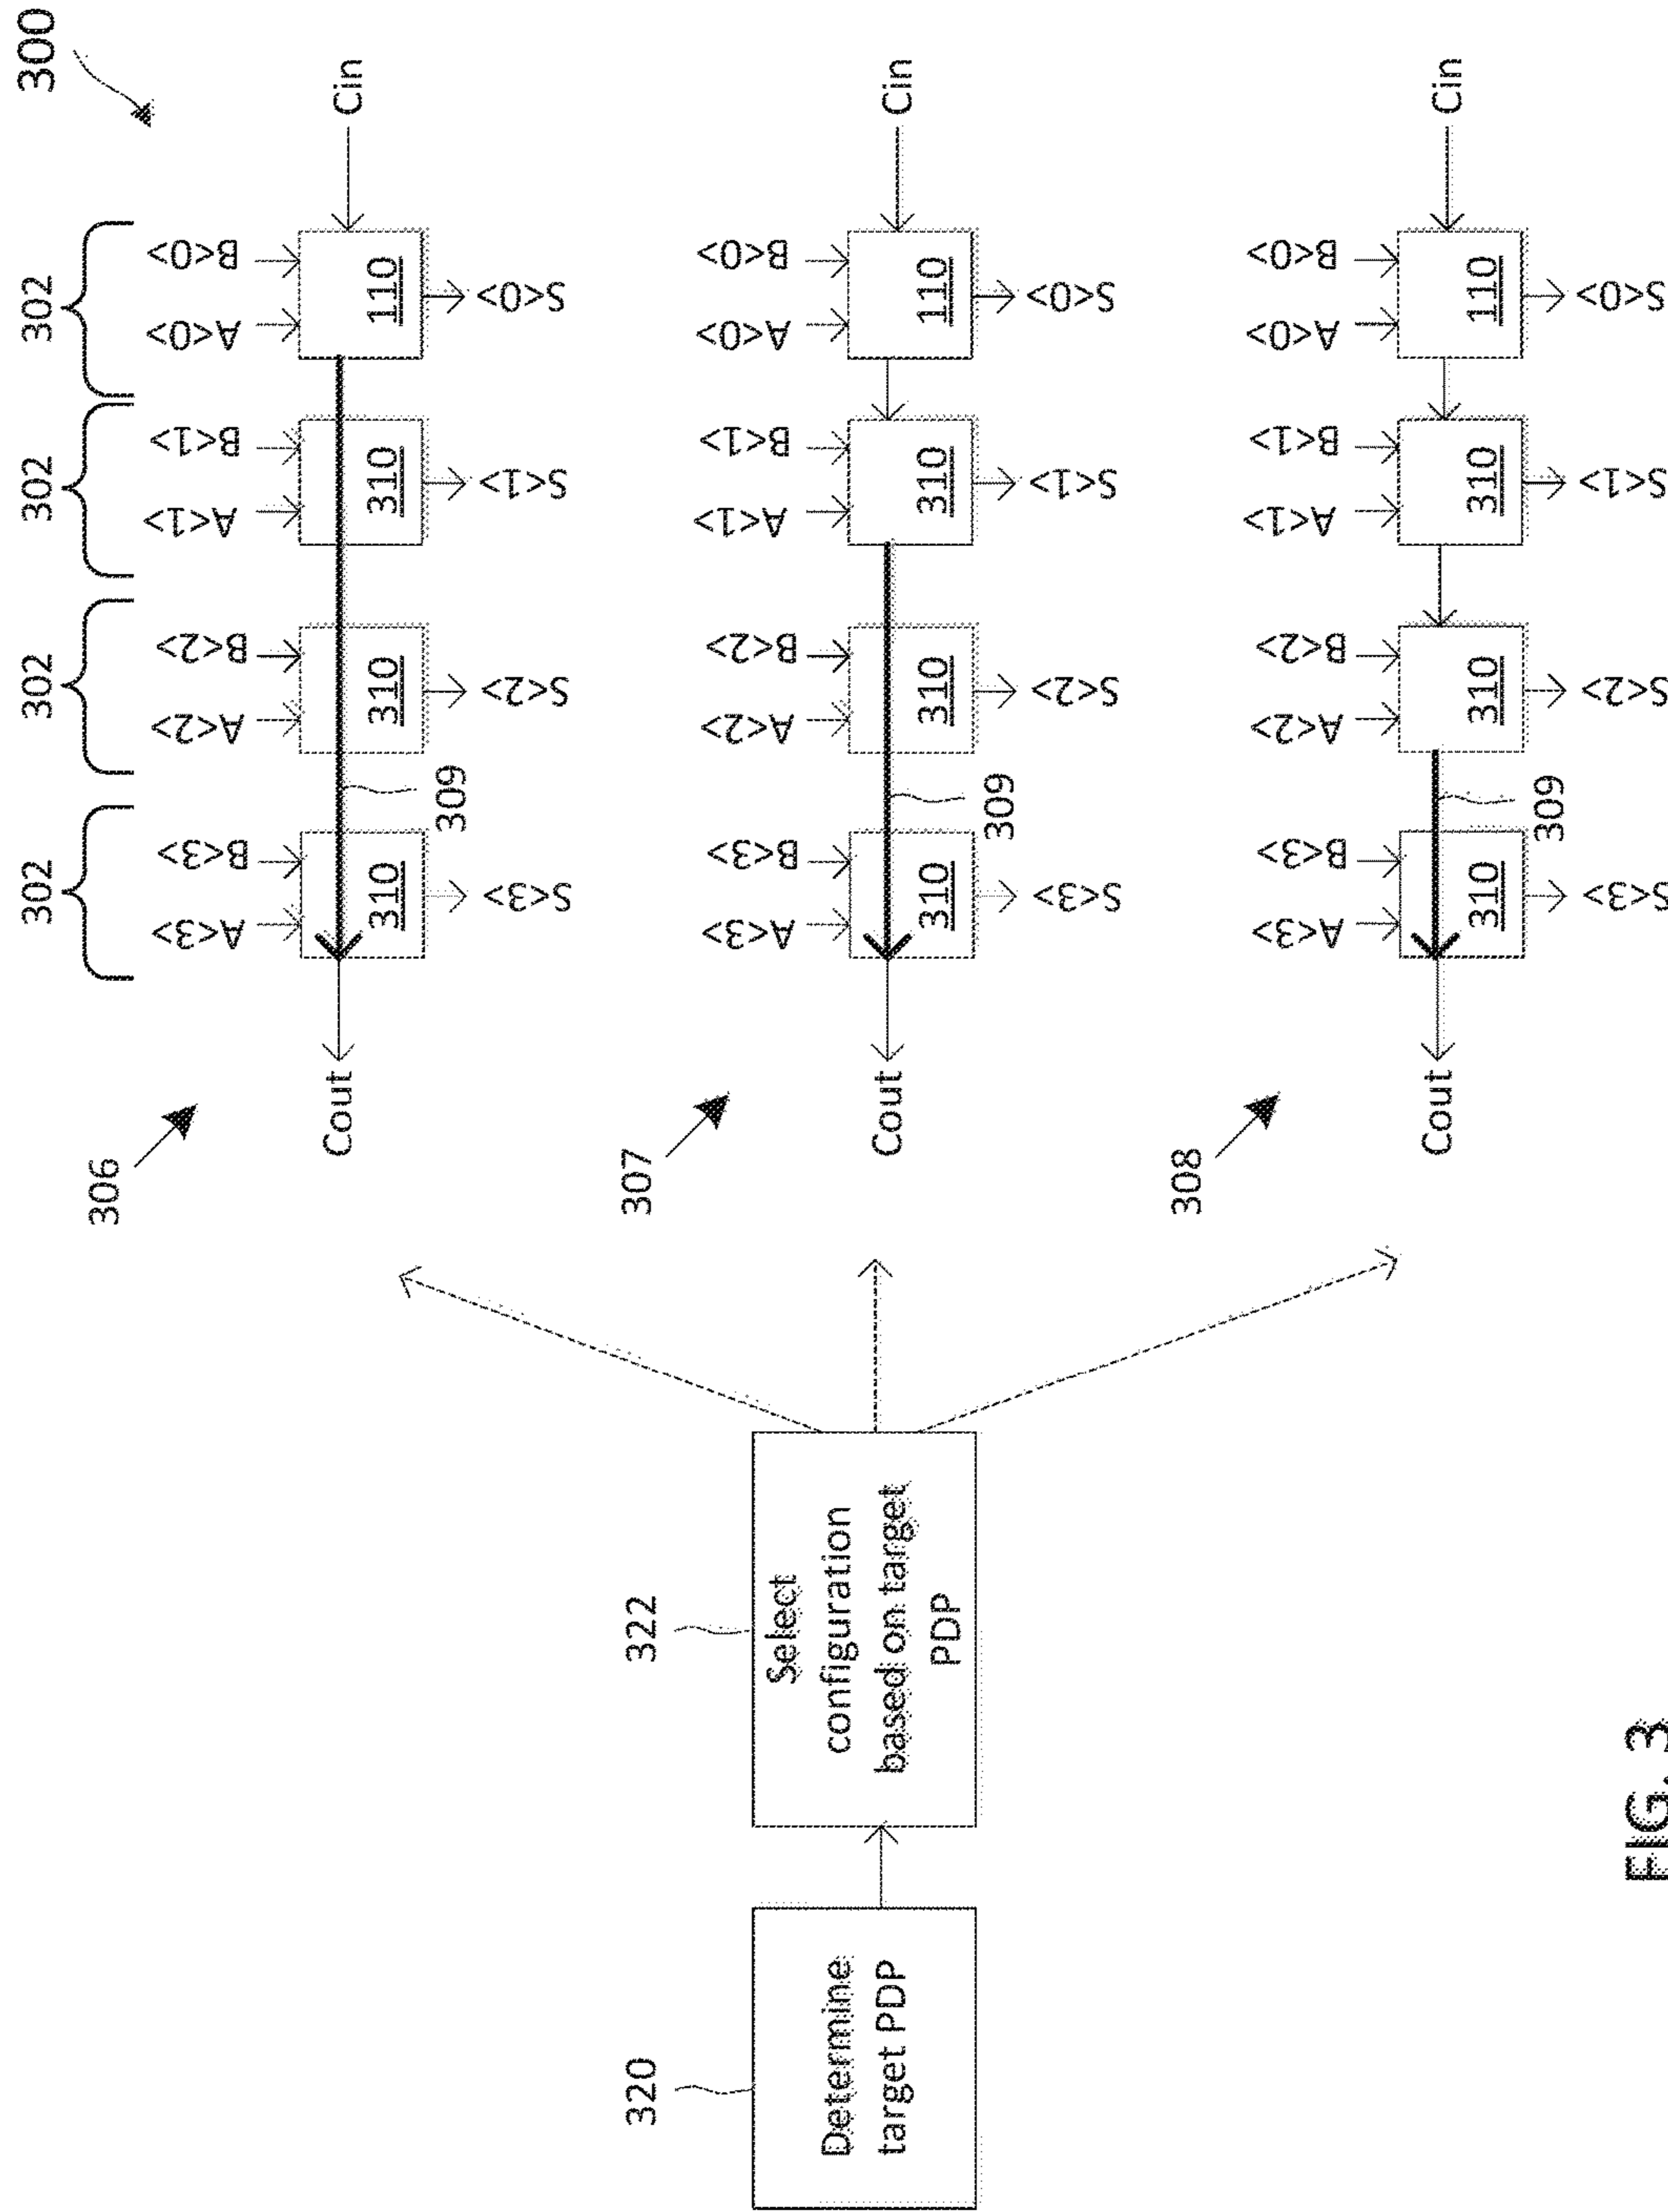 302 302 302 302 300
306
A<3> B<3> A<2> B<2> A<1> B<1> A<0> B<0>
Cout Cin
310 310 310 110
309
S<3> S<2> S<1> S<0>
320
Determine
target PDP
322
Select
configuration
based on target
PDP
307
A<3> B<3> A<2> B<2> A<1> B<1> A<0> B<0>
Cout Cin
310 310 310 110
309
S<3> S<2> S<1> S<0>
308
A<3> B<3> A<2> B<2> A<1> B<1> A<0> B<0>
Cout Cin
310 310 310 110
309
S<3> S<2> S<1> S<0>
FIG. 3